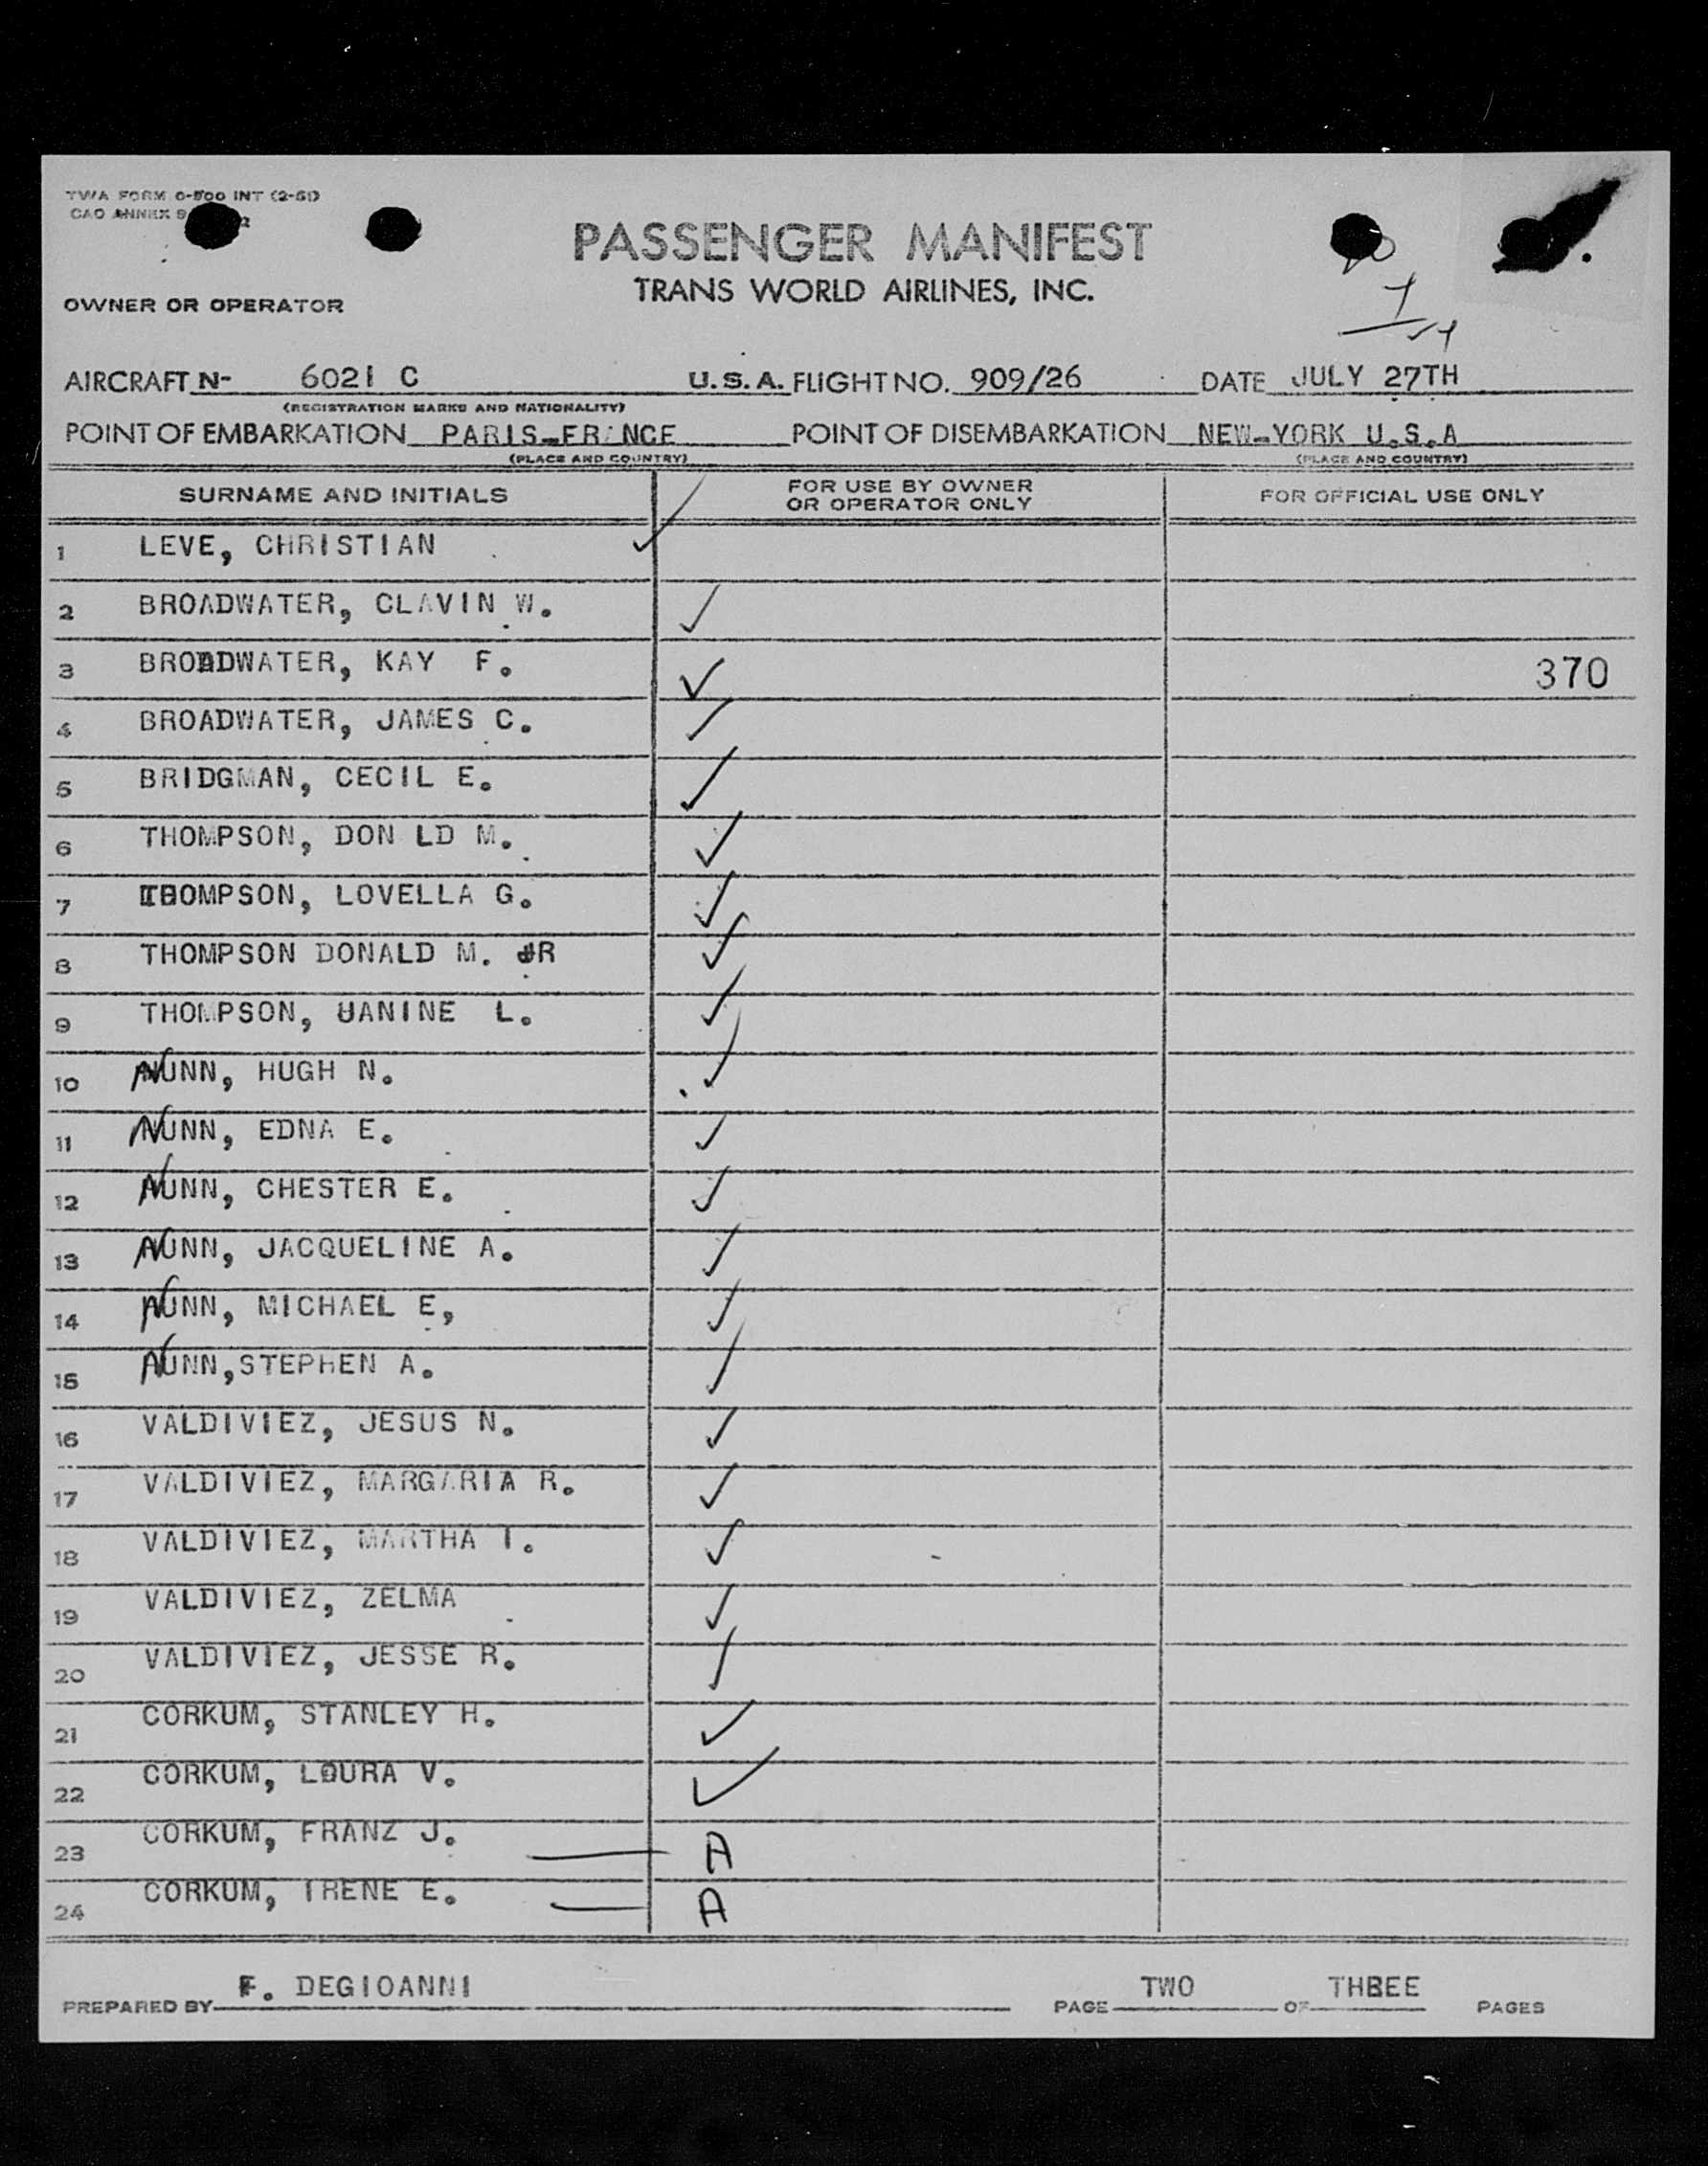 TWA FORM O-800 INT (2-51)
CAO ANNEX 9
PASSENGER MANIFEST
TRANS WORLD AIRLINES, INC.
OWNER OR OPERATOR
AIRCRAFT N- 6021 C U.S.A. FLIGHT NO. 909/26 DATE JULY 27TH
(REGISTRATION MARKS AND NATIONALITY)
POINT OF EMBARKATION PARIS-FR NCE POINT OF DISEMBARKATION NEW-YORK U.S.A
(PLACE AND COUNTRY) (PLACE AND COUNTRY)
SURNAME AND INITIALS FOR USE BY OWNER OR OPERATOR ONLY FOR OFFICIAL USE ONLY
1 LEVE, CHRISTIAN ✓
2 BROADWATER, CLAVIN W. ✓
3 BROADWATER, KAY F. ✓ 370
4 BROADWATER, JAMES C. ✓
5 BRIDGMAN, CECIL E. ✓
6 THOMPSON, DON LD M. ✓
7 THOMPSON, LOVELLA G. ✓
8 THOMPSON DONALD M. JR ✓
9 THOMPSON, JANINE L. ✓
10 NUNN, HUGH N. ✓
11 NUNN, EDNA E. ✓
12 NUNN, CHESTER E. ✓
13 NUNN, JACQUELINE A. ✓
14 NUNN, MICHAEL E, ✓
15 NUNN,STEPHEN A. ✓
16 VALDIVIEZ, JESUS N. ✓
17 VALDIVIEZ, MARGARIA R. ✓
18 VALDIVIEZ, MARTHA I. ✓
19 VALDIVIEZ, ZELMA ✓
20 VALDIVIEZ, JESSE R. ✓
21 CORKUM, STANLEY H. ✓
22 CORKUM, LOURA V. ✓
23 CORKUM, FRANZ J. — A
24 CORKUM, IRENE E. — A
PREPARED BY F. DEGIOANNI PAGE TWO OF THREE PAGES